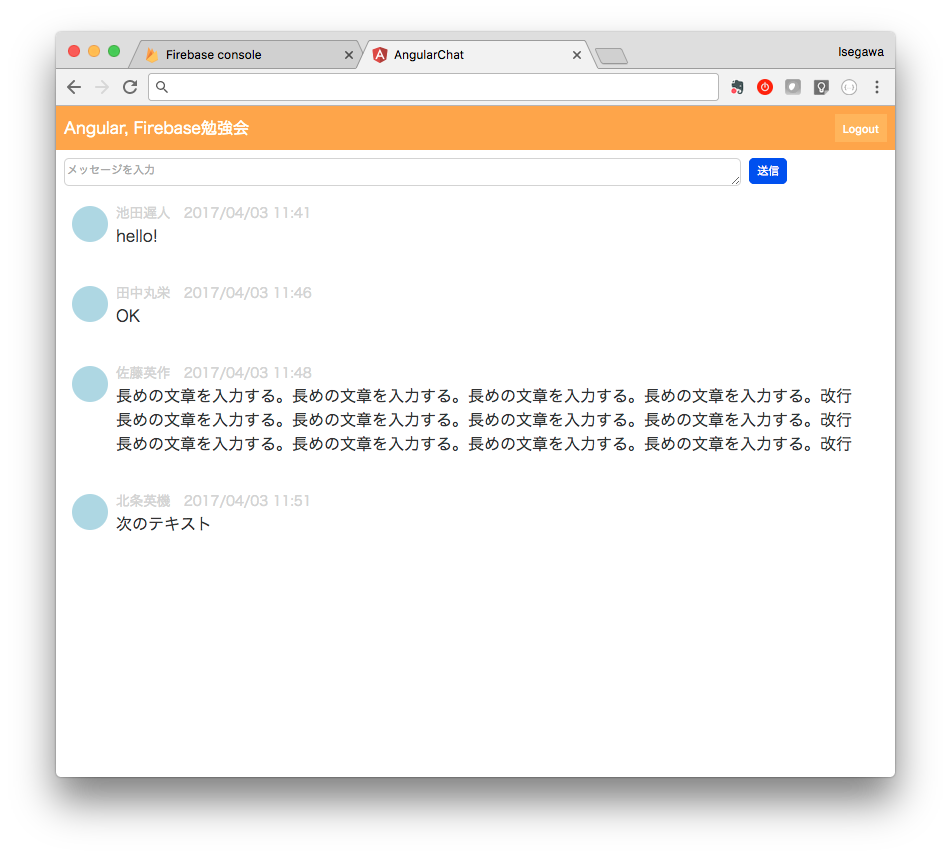 Firebase console
AngularChat
Isegawa
Angular, Firebase勉強会
Logout
メッセージを入力
送信
池田遅人 2017/04/03 11:41
hello!
田中丸栄 2017/04/03 11:46
OK
佐藤英作 2017/04/03 11:48
長めの文章を入力する。長めの文章を入力する。長めの文章を入力する。長めの文章を入力する。改行
長めの文章を入力する。長めの文章を入力する。長めの文章を入力する。長めの文章を入力する。改行
長めの文章を入力する。長めの文章を入力する。長めの文章を入力する。長めの文章を入力する。改行
北条英機 2017/04/03 11:51
次のテキスト